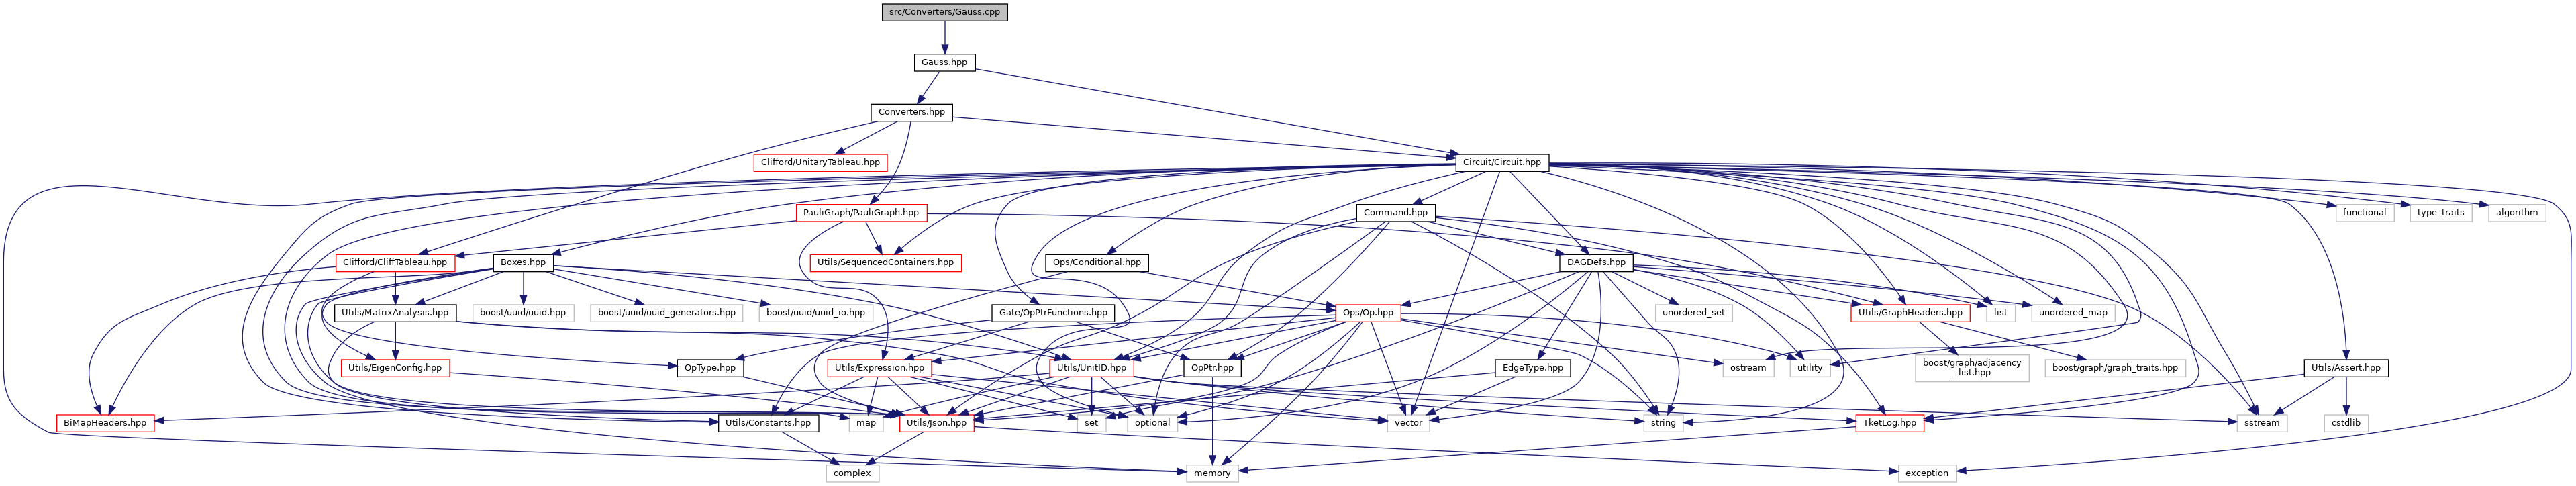 src/Converters/Gauss.cpp
Gauss.hpp
Converters.hpp
Clifford/UnitaryTableau.hpp
Circuit/Circuit.hpp
PauliGraph/PauliGraph.hpp
Command.hpp
functional
type_traits
algorithm
Clifford/CliffTableau.hpp
Boxes.hpp
Utils/SequencedContainers.hpp
Ops/Conditional.hpp
DAGDefs.hpp
Utils/MatrixAnalysis.hpp
boost/uuid/uuid.hpp
boost/uuid/uuid_generators.hpp
boost/uuid/uuid_io.hpp
Gate/OpPtrFunctions.hpp
Ops/Op.hpp
unordered_set
Utils/GraphHeaders.hpp
list
unordered_map
Utils/EigenConfig.hpp
OpType.hpp
Utils/Expression.hpp
Utils/UnitID.hpp
OpPtr.hpp
EdgeType.hpp
ostream
utility
boost/graph/adjacency
_list.hpp
boost/graph/graph_traits.hpp
Utils/Assert.hpp
BiMapHeaders.hpp
Utils/Constants.hpp
map
Utils/Json.hpp
set
optional
vector
string
TketLog.hpp
sstream
cstdlib
complex
memory
exception